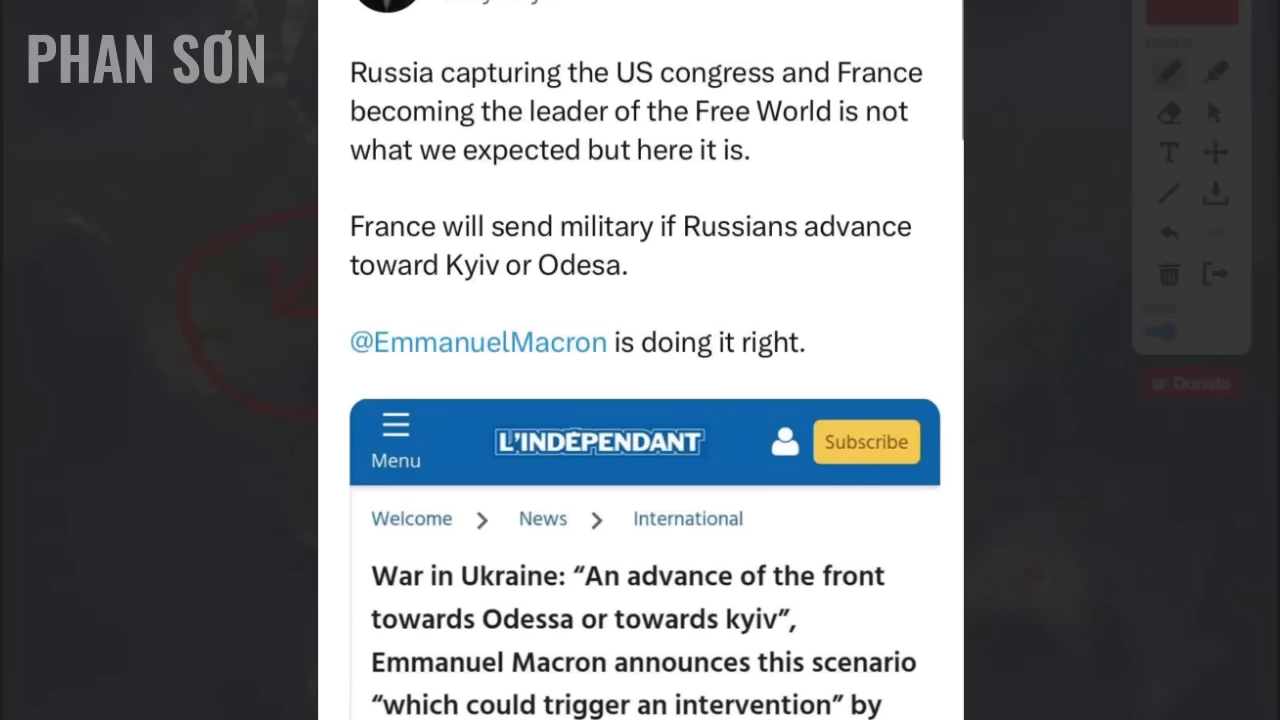 PHAN SƠN
Russia capturing the US congress and France
becoming the leader of the Free World is not
what we expected but here it is.
France will send military if Russians advance
toward Kyiv or Odesa.
@EmmanuelMacron is doing it right.
Menu
L'INDÉPENDANT
Subscribe
Welcome > News > International
War in Ukraine: “An advance of the front
towards Odessa or towards kyiv”,
Emmanuel Macron announces this scenario
“which could trigger an intervention” by
Donate